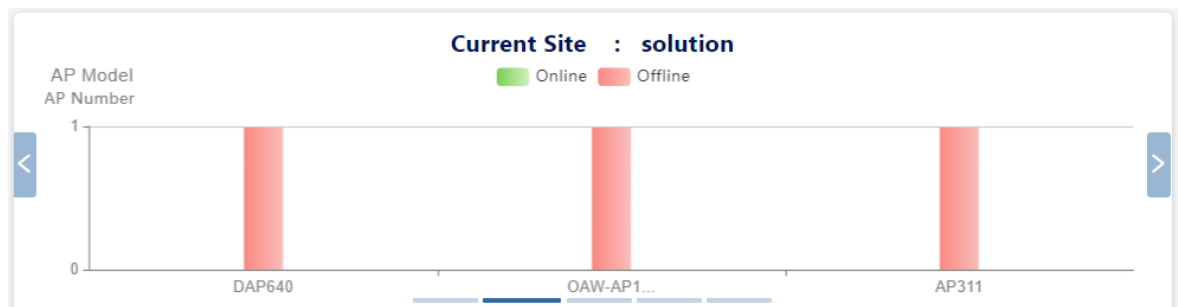 Current Site : solution
Online Offline
AP Model
AP Number
1
0
DAP640 OAW-AP1... AP311